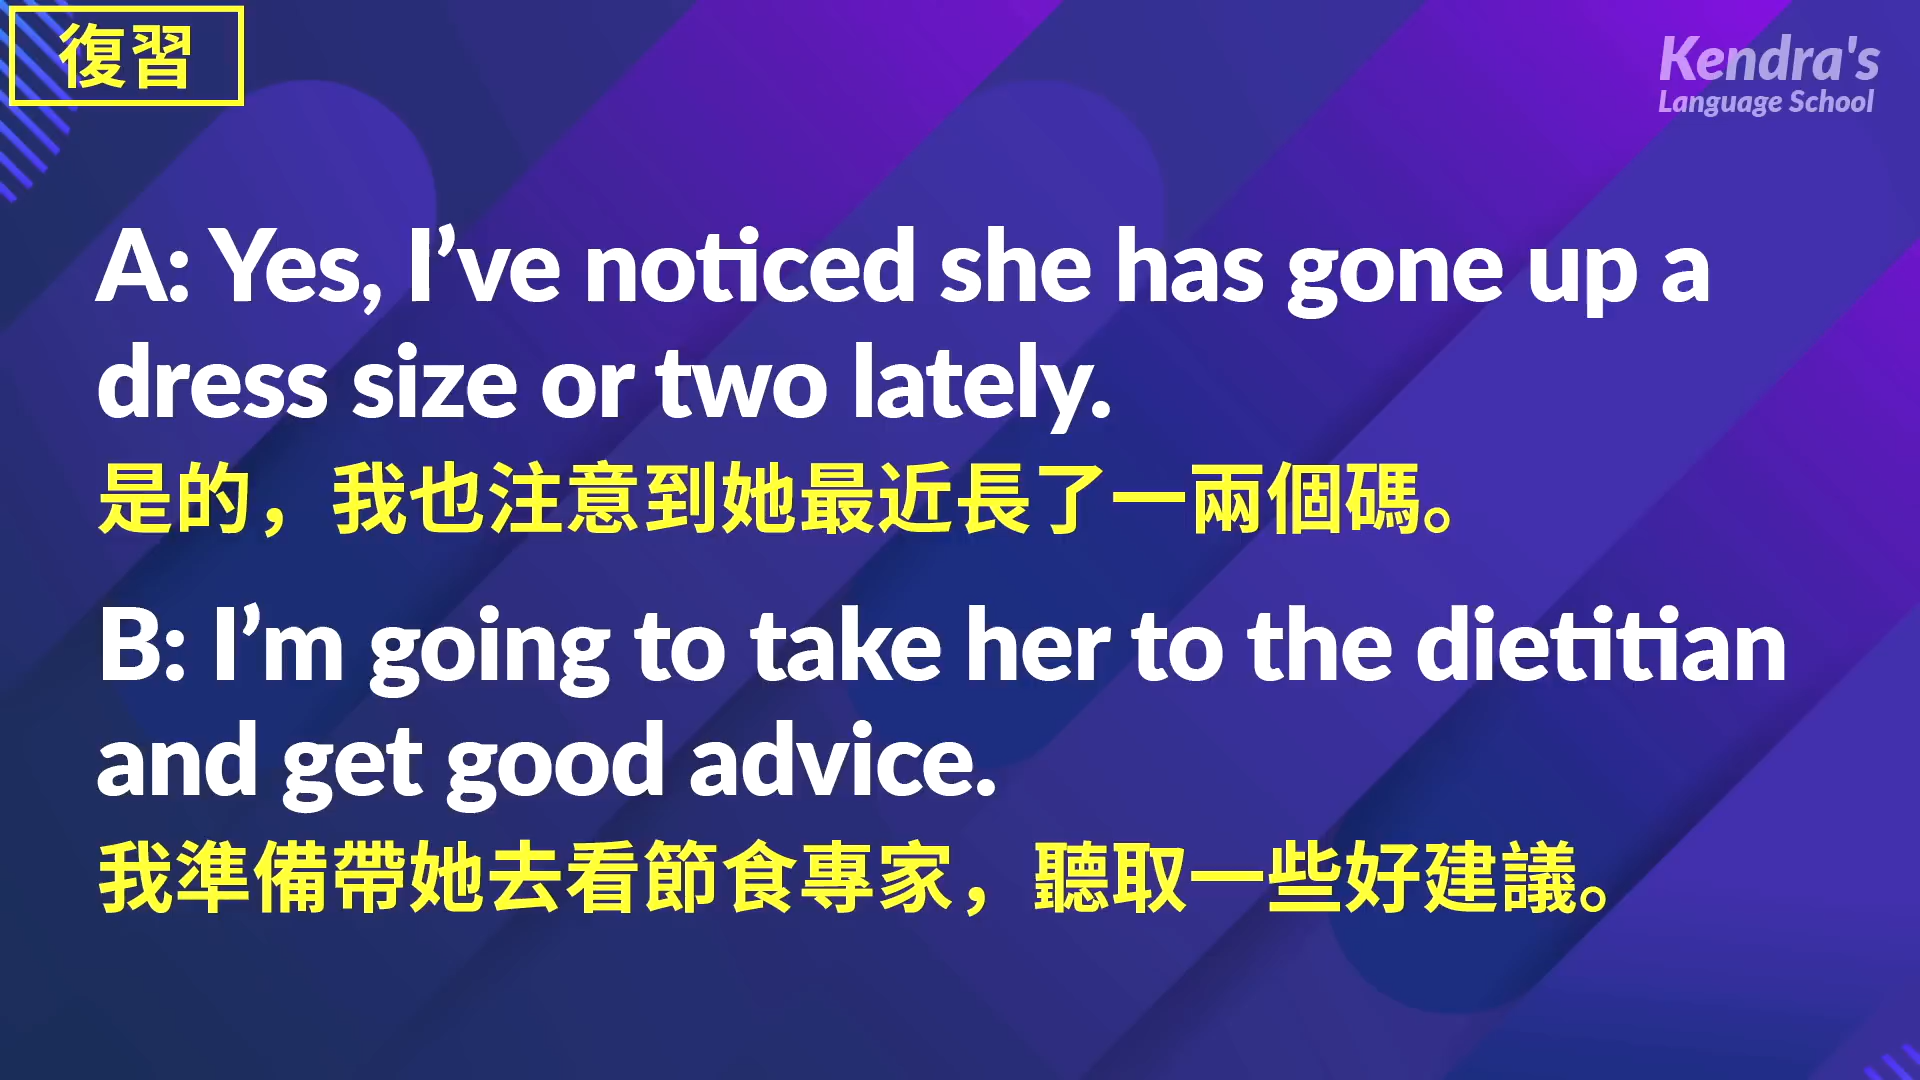 復習
Kendra's
Language School
A: Yes, I’ve noticed she has gone up a
dress size or two lately.
是的，我也注意到她最近長了一兩個碼。
B: I’m going to take her to the dietitian
and get good advice.
我準備帶她去看節食專家，聽取一些好建議。